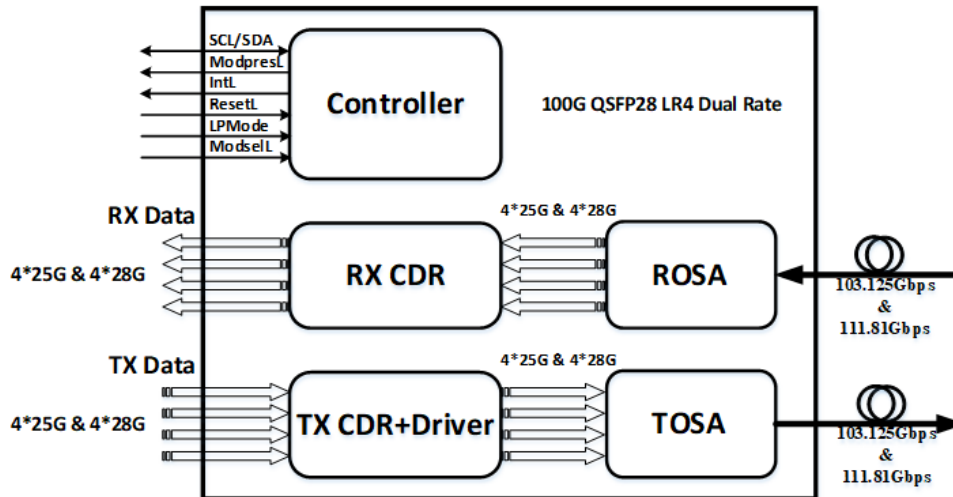 SCL/SDA
ModpresL
IntL
ResetL
LPMode
ModselL
Controller
100G QSFP28 LR4 Dual Rate
RX Data
4*25G & 4*28G
4*25G & 4*28G
RX CDR
ROSA
103.125Gbps
&
111.81Gbps
TX Data
4*25G & 4*28G
4*25G & 4*28G
TX CDR+Driver
TOSA
103.125Gbps
&
111.81Gbps